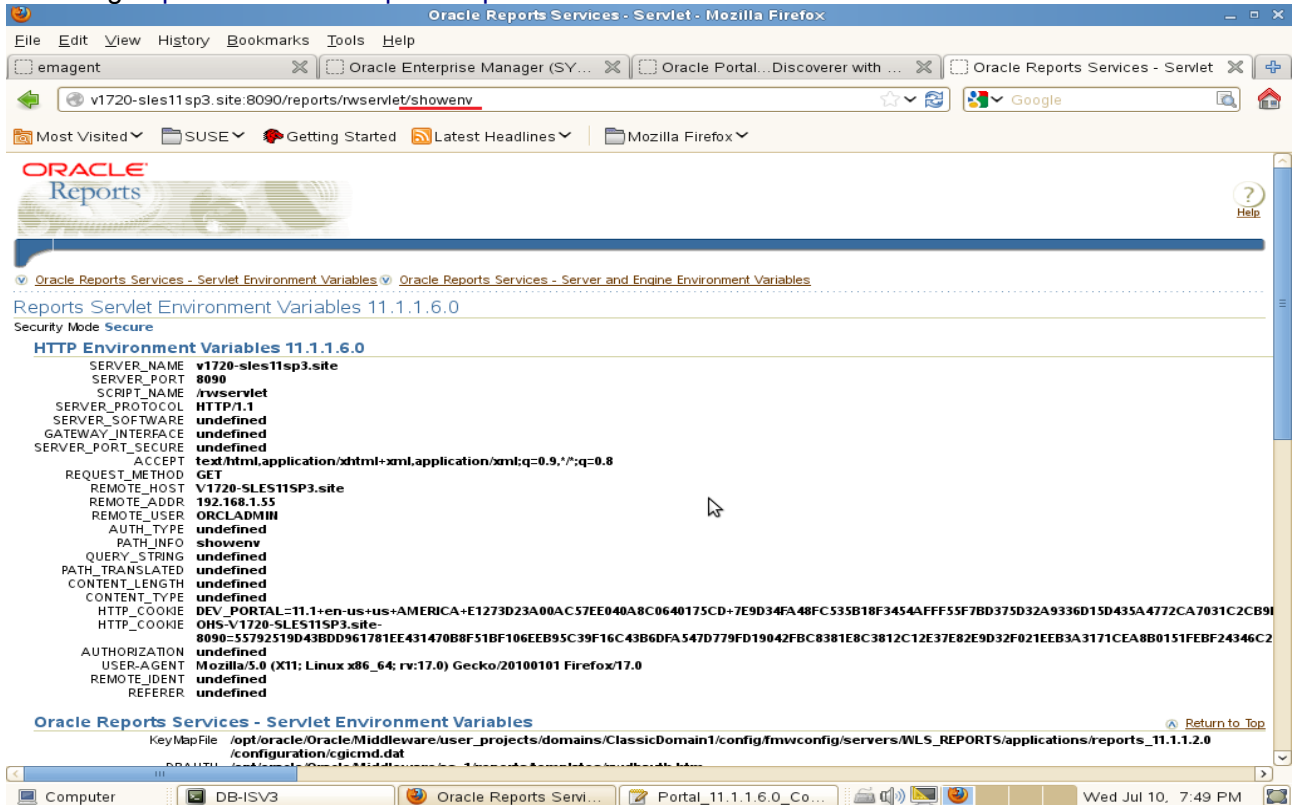 Oracle Reports Services - Servlet - Mozilla Firefox
File Edit View History Bookmarks Tools Help
emagent Oracle Enterprise Manager (SY... Oracle Portal...Discoverer with ... Oracle Reports Services - Servlet
v1720-sles11sp3.site:8090/reports/rwservlet/showenv Google
Most Visited SUSE Getting Started Latest Headlines Mozilla Firefox
ORACLE
Reports
?
Help
Oracle Reports Services - Servlet Environment Variables Oracle Reports Services - Server and Engine Environment Variables
Reports Servlet Environment Variables 11.1.1.6.0
Security Mode Secure
HTTP Environment Variables 11.1.1.6.0
SERVER_NAME v1720-sles11sp3.site
SERVER_PORT 8090
SCRIPT_NAME /rwservlet
SERVER_PROTOCOL HTTP/1.1
SERVER_SOFTWARE undefined
GATEWAY_INTERFACE undefined
SERVER_PORT_SECURE undefined
ACCEPT text/html,application/xhtml+xml,application/xml;q=0.9,*/*;q=0.8
REQUEST_METHOD GET
REMOTE_HOST V1720-SLES11SP3.site
REMOTE_ADDR 192.168.1.55
REMOTE_USER ORCLADMIN
AUTH_TYPE undefined
PATH_INFO showenv
QUERY_STRING undefined
PATH_TRANSLATED undefined
CONTENT_LENGTH undefined
CONTENT_TYPE undefined
HTTP_COOKIE DEV_PORTAL=11.1+en-us+us+AMERICA+E1273D23A00AC57EE040A8C0640175CD+7E9D34FA48FC535B18F3454AFFF55F7BD375D32A9336D15D435A4772CA7031C2CB9
HTTP_COOKIE OHS-V1720-SLES11SP3.site-
8090=55792519D43BDD961781EE431470B8F51BF106EEB95C39F16C43B6DFA547D779FD19042FBC8381E8C3812C12E37E82E9D32F021EEB3A3171CEA8B0151FEBF24346C2
AUTHORIZATION undefined
USER-AGENT Mozilla/5.0 (X11; Linux x86_64; rv:17.0) Gecko/20100101 Firefox/17.0
REMOTE_IDENT undefined
REFERER undefined
Oracle Reports Services - Servlet Environment Variables Return to Top
KeyMapFile /opt/oracle/Oracle/Middleware/user_projects/domains/ClassicDomain1/config/fmwconfig/servers/WLS_REPORTS/applications/reports_11.1.1.2.0
/configuration/cgicmd.dat
Computer DB-ISV3 Oracle Reports Servi... Portal_11.1.1.6.0_Co... Wed Jul 10, 7:49 PM